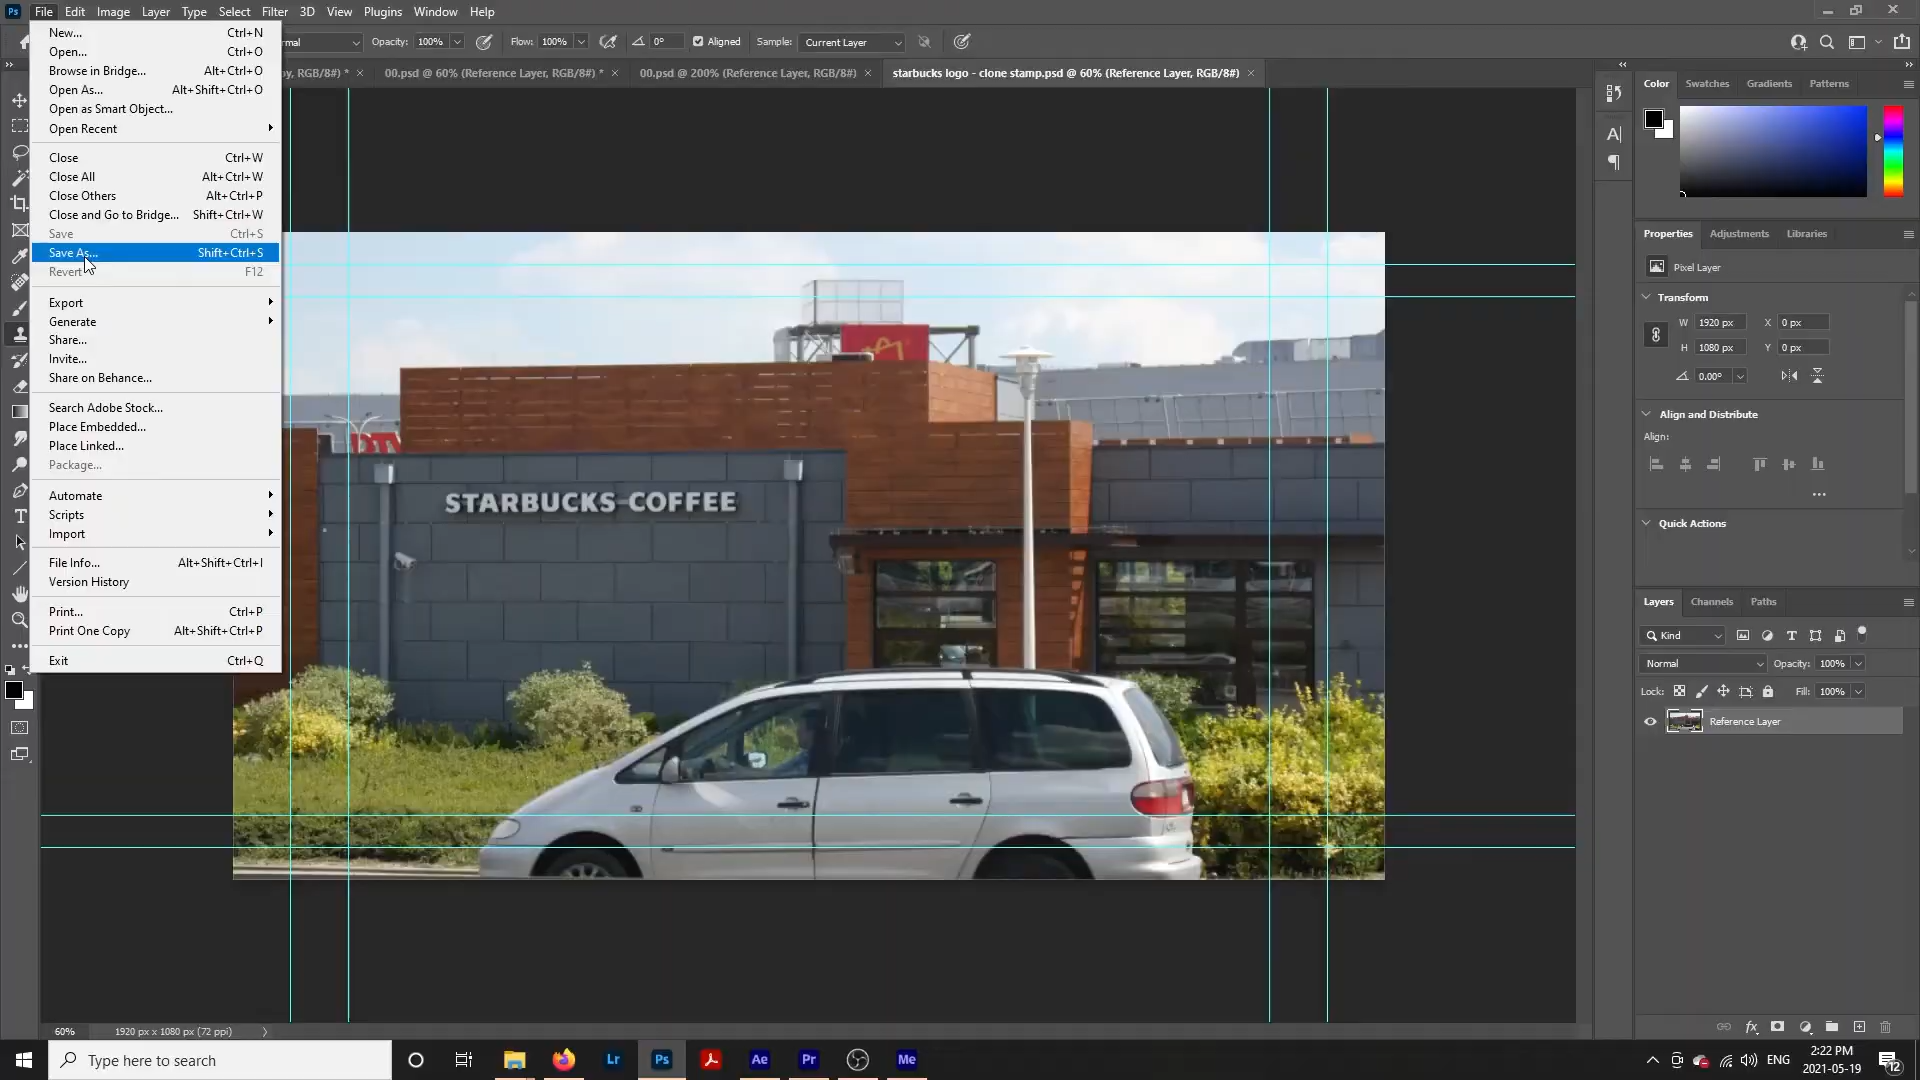 Ps File Edit Image Layer Type Select Filter 3D View Plugins Window Help
Opacity: 100% Flow: 100% 0° Aligned Sample: Current Layer
RGB/8#) * × 00.psd @ 60% (Reference Layer, RGB/8#) * × 00.psd @ 200% (Reference Layer, RGB/8#) × starbucks logo - clone stamp.psd @ 60% (Reference Layer, RGB/8#) ×
New... Ctrl+N
Open... Ctrl+O
Browse in Bridge... Alt+Ctrl+O
Open As... Alt+Shift+Ctrl+O
Open as Smart Object...
Open Recent
Close Ctrl+W
Close All Alt+Ctrl+W
Close Others Alt+Ctrl+P
Close and Go to Bridge... Shift+Ctrl+W
Save Ctrl+S
Save As... Shift+Ctrl+S
Revert F12
Export
Generate
Share...
Invite...
Share on Behance...
Search Adobe Stock...
Place Embedded...
Place Linked...
Package...
Automate
Scripts
Import
File Info... Alt+Shift+Ctrl+I
Version History
Print... Ctrl+P
Print One Copy Alt+Shift+Ctrl+P
Exit Ctrl+Q
STARBUCKS COFFEE
Color Swatches Gradients Patterns
Properties Adjustments Libraries
Pixel Layer
Transform
W 1920 px X 0 px
H 1080 px Y 0 px
0.00°
Align and Distribute
Align:
Quick Actions
Layers Channels Paths
Kind
Normal Opacity: 100%
Lock: Fill: 100%
Reference Layer
60% 1920 px x 1080 px (72 ppi)
Type here to search
Lr Ps Ae Pr Me
ENG
2:22 PM
2021-05-19
12